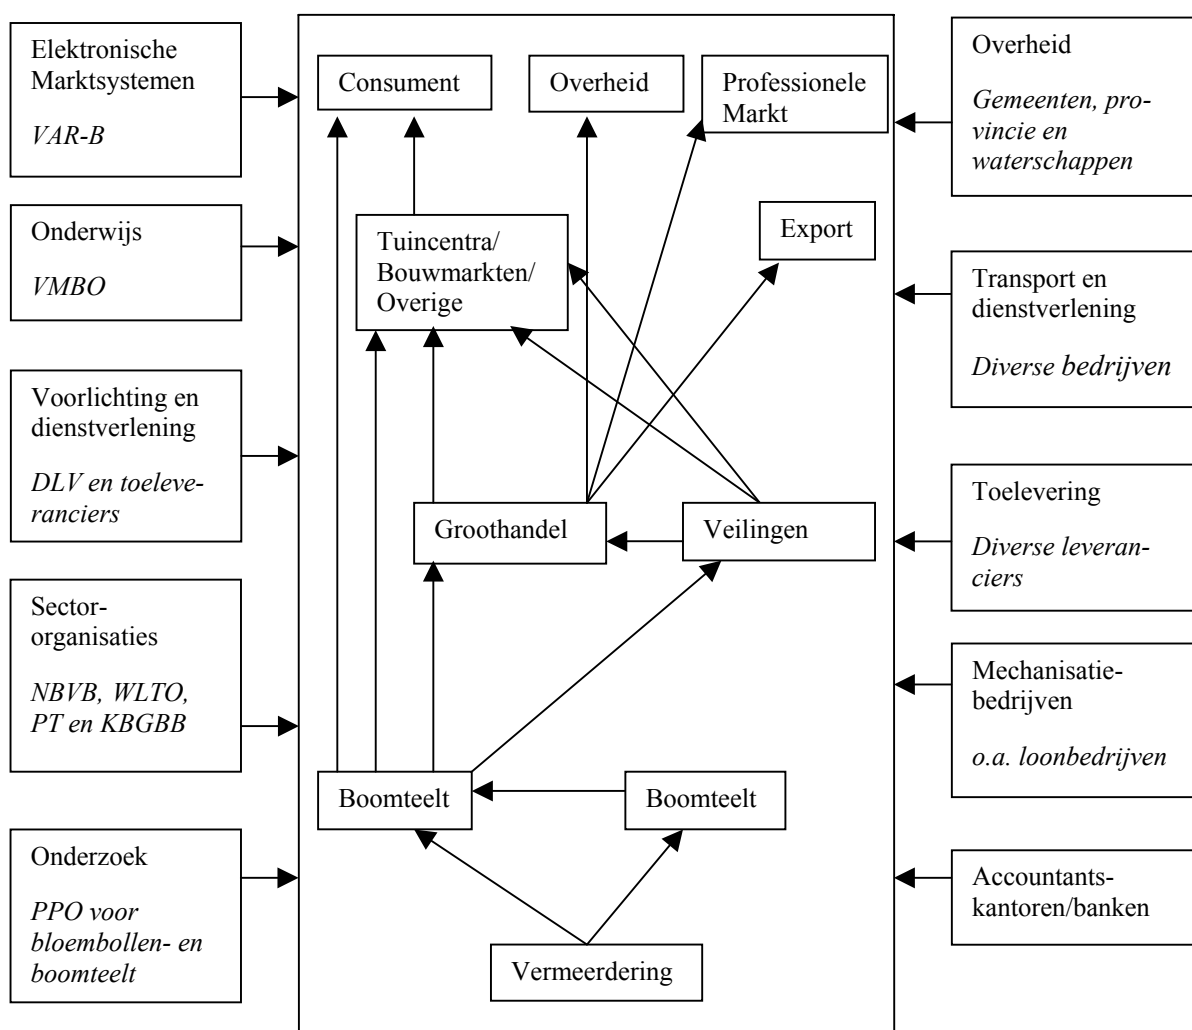 Elektronische
Marktsystemen
VAR-B
Onderwijs
VMBO
Voorlichting en
dienstverlening
DLV en toeleve-
ranciers
Sector-
organisaties
NBVB, WLTO,
PT en KBGBB
Onderzoek
PPO voor
bloembollen- en
boomteelt
Consument
Overheid
Professionele
Markt
Tuincentra/
Bouwmarkten/
Overige
Export
Groothandel
Veilingen
Boomteelt
Boomteelt
Vermeerdering
Overheid
Gemeenten, pro-
vincie en
waterschappen
Transport en
dienstverlening
Diverse bedrijven
Toelevering
Diverse leveran-
ciers
Mechanisatie-
bedrijven
o.a. loonbedrijven
Accountants-
kantoren/banken